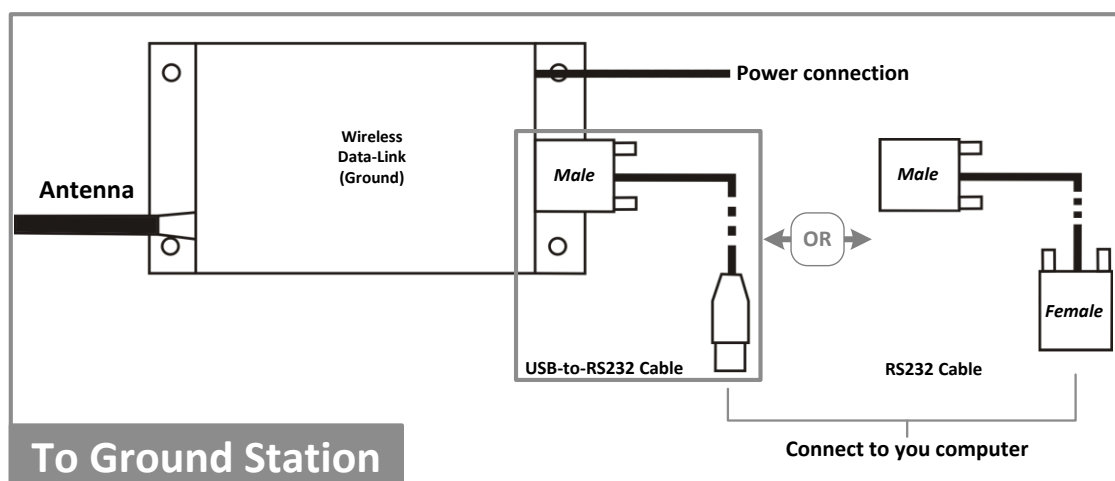 Power connection
Wireless
Data-Link
(Ground)
Antenna
Male
Male
OR
Female
USB-to-RS232 Cable
RS232 Cable
Connect to you computer
To Ground Station